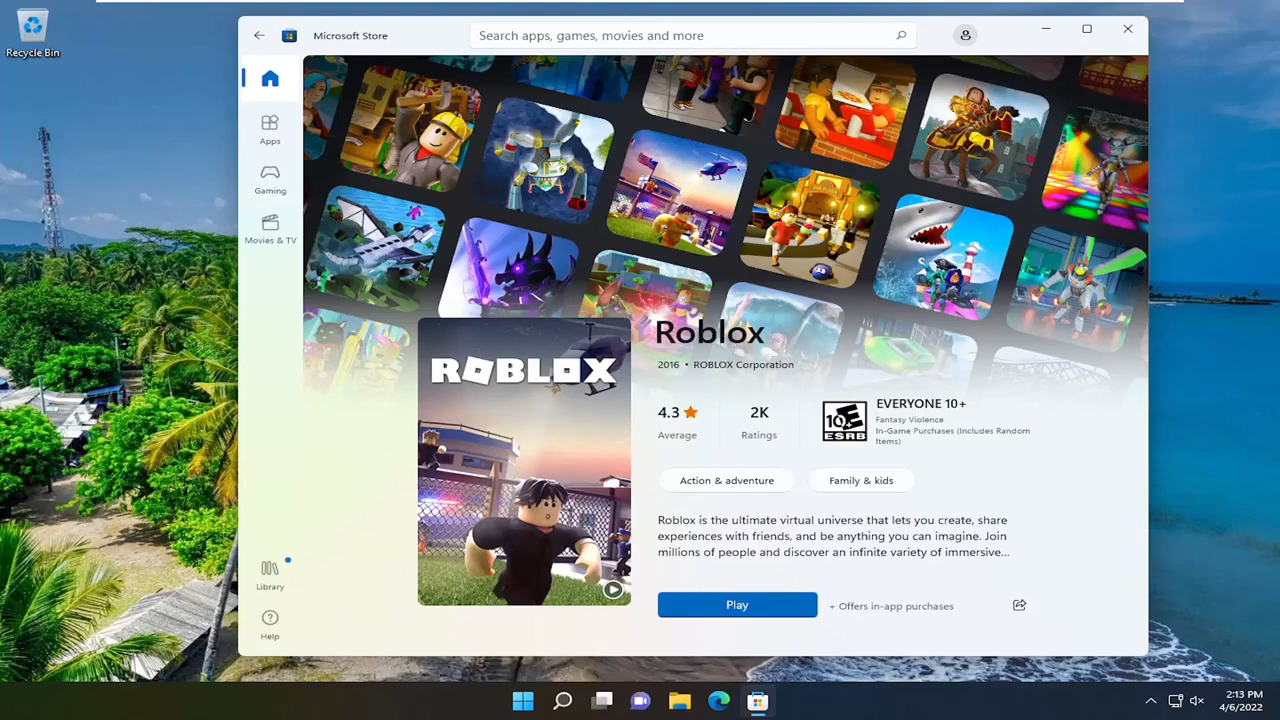 Recycle Bin
Microsoft Store
Search apps, games, movies and more
Apps
Gaming
Movies & TV
ROBLOX
Roblox
2016 • ROBLOX Corporation
4.3
Average
2K
Ratings
10+
E
ESRB
EVERYONE 10+
Fantasy Violence
In-Game Purchases (Includes Random
Items)
Action & adventure
Family & kids
Roblox is the ultimate virtual universe that lets you create, share
experiences with friends, and be anything you can imagine. Join
millions of people and discover an infinite variety of immersive...
Library
Play
+ Offers in-app purchases
Help
2:13 PM
4/6/2022